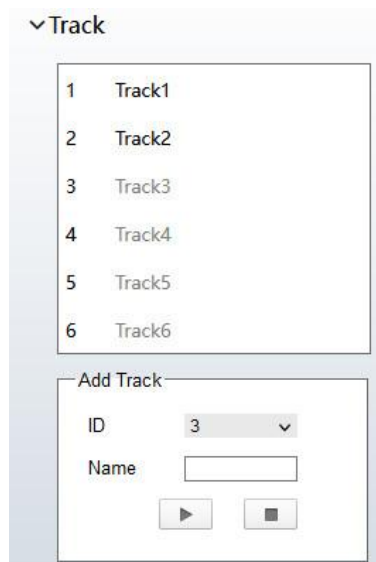 Track
1 Track1
2 Track2
3 Track3
4 Track4
5 Track5
6 Track6
Add Track
ID 3
Name